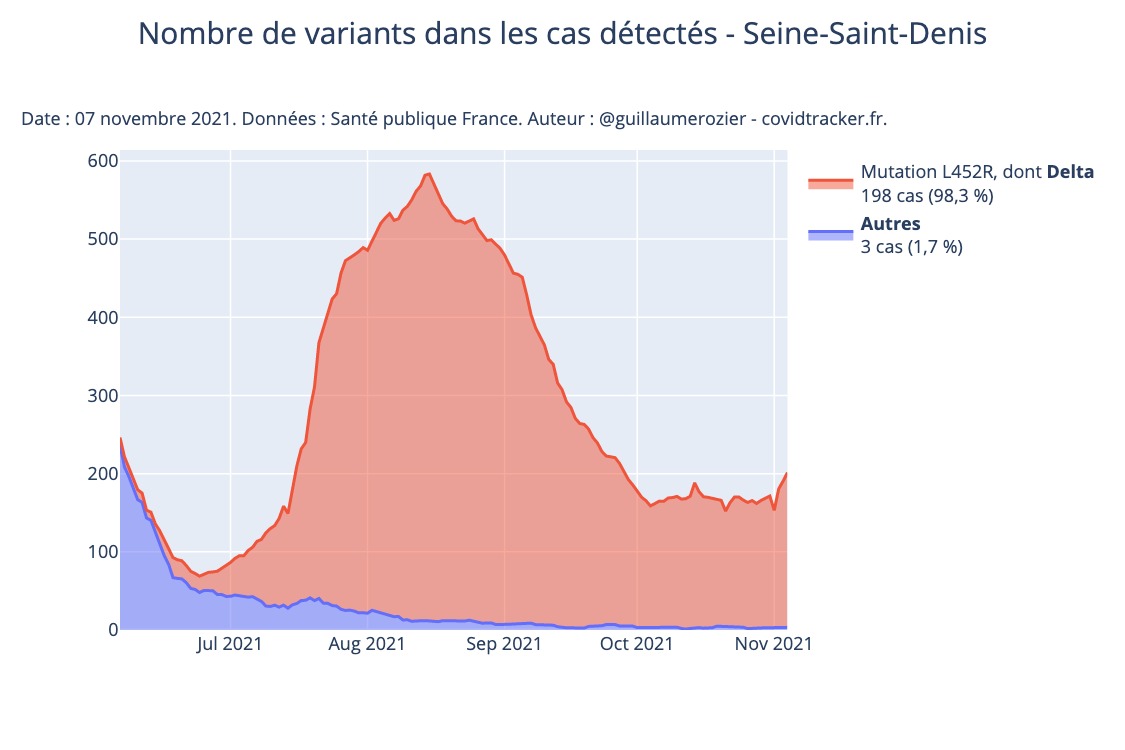 Nombre de variants dans les cas détectés - Seine-Saint-Denis
Date : 07 novembre 2021. Données : Santé publique France. Auteur : @guillaumerozier - covidtracker.fr.
Mutation L452R, dont Delta
198 cas (98,3 %)
Autres
3 cas (1,7 %)
600
500
400
300
200
100
0
Jul 2021
Aug 2021
Sep 2021
Oct 2021
Nov 2021